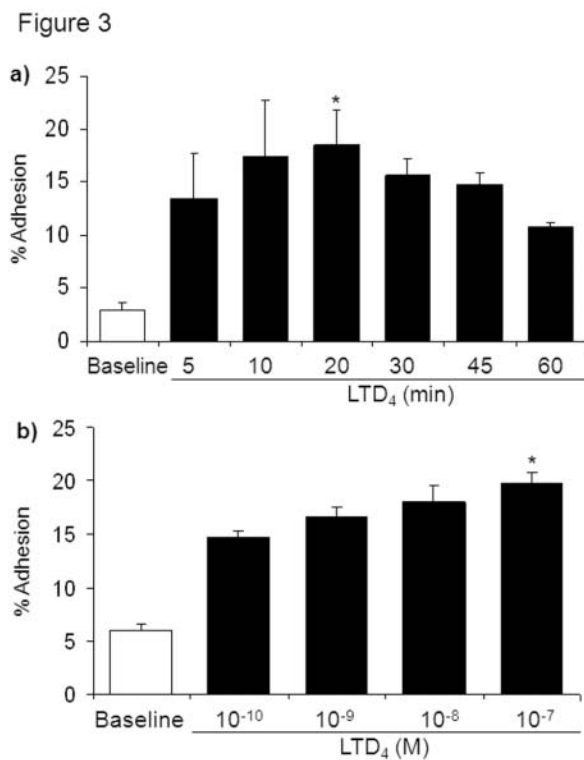 Figure 3
a)
% Adhesion
25
20
15
10
5
0
*
Baseline 5 10 20 30 45 60
LTD₄ (min)
b)
% Adhesion
25
20
15
10
5
0
*
Baseline 10⁻¹⁰ 10⁻⁹ 10⁻⁸ 10⁻⁷
LTD₄ (M)